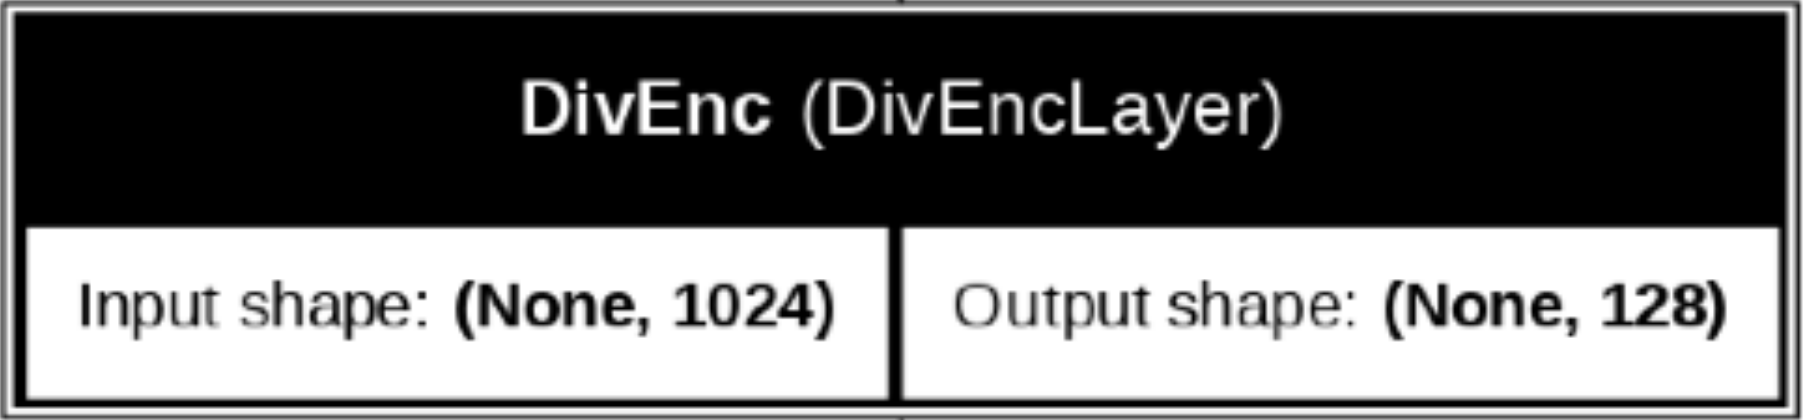 DivEnc (DivEncLayer)
Input shape: (None, 1024) Output shape: (None, 128)